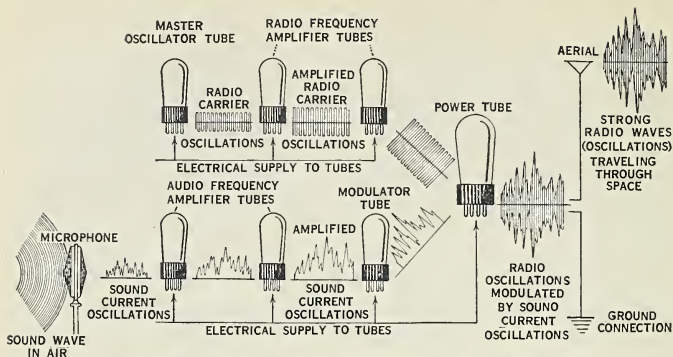 MASTER
OSCILLATOR TUBE
RADIO FREQUENCY
AMPLIFIER TUBES
AERIAL
RADIO
CARRIER
OSCILLATIONS
AMPLIFIED
RADIO
CARRIER
OSCILLATIONS
POWER TUBE
STRONG
RADIO WAVES
(OSCILLATIONS)
TRAVELING
THROUGH
SPACE
ELECTRICAL SUPPLY TO TUBES
AUDIO FREQUENCY
AMPLIFIER TUBES
MODULATOR
TUBE
MICROPHONE
AMPLIFIED
SOUND
CURRENT
OSCILLATIONS
SOUND
CURRENT
OSCILLATIONS
RADIO
OSCILLATIONS
MODULATED
BY SOUND
CURRENT
OSCILLATIONS
ELECTRICAL SUPPLY TO TUBES
GROUND
CONNECTION
SOUND WAVE
IN AIR